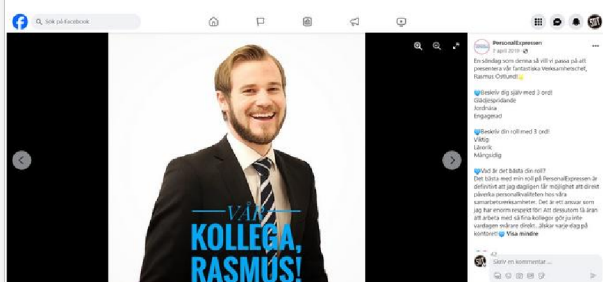 Sök på Facebook
VÅR
KOLLEGA,
RASMUS!
PersonalExpressen
7 april 2019
En söndag som denna så vill vi passa på att
presentera vår fantastiska Verksamhetschef,
Rasmus Östlund!
Beskriv dig själv med 3 ord!
Glädjespridande
Jordnära
Engagerad
Beskriv din roll med 3 ord!
Viktig
Lärorik
Mångsidig
Vad är det bästa din roll?
Det bästa med min roll på PersonalExpressen är
definitivt att jag dagligen får möjlighet att direkt
påverka personalkvalitéen hos våra
samarbetsverksamheter. Det är ett ansvar som
jag har enorm respekt för! Att dessutom få äran
att arbeta med så fina kollegor gör ju inte
vardagen svårare direkt. Älskar varje dag på
kontoret! Visa mindre
Skriv en kommentar ...